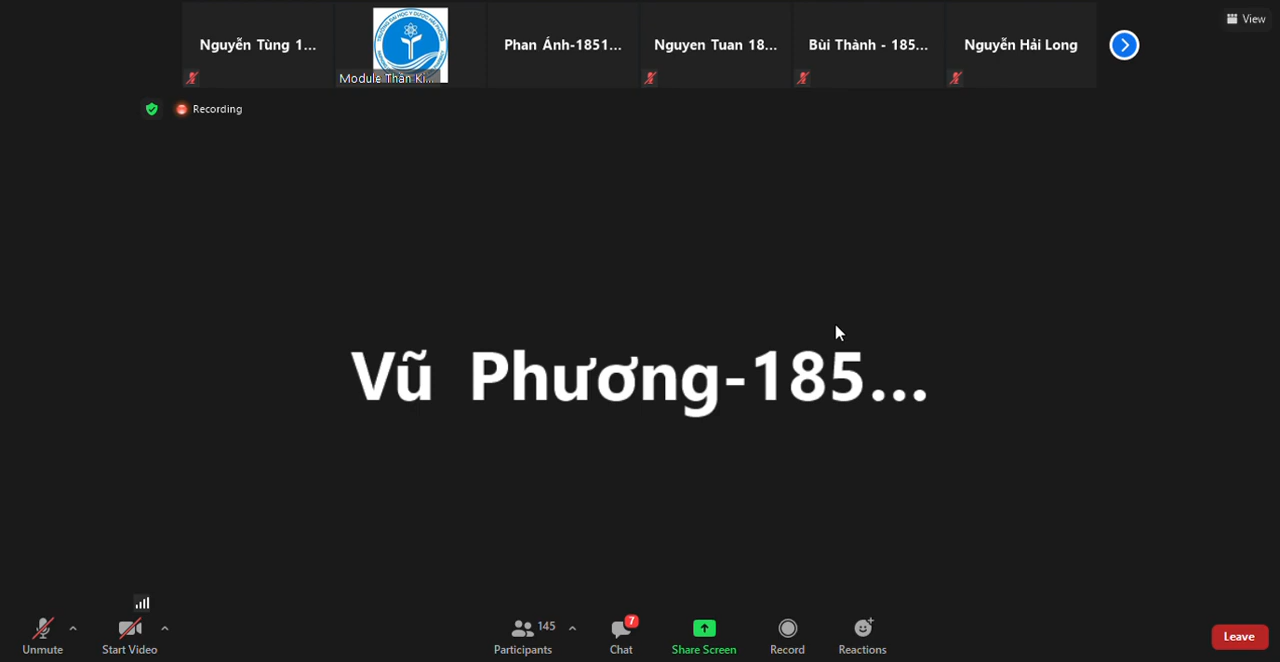 View
Nguyễn Tùng 1...
Module Thần Ki...
Phan Ánh-1851...
Nguyen Tuan 18...
Bùi Thành - 185...
Nguyễn Hải Long
Recording
Vũ Phương-185...
Unmute
Start Video
145
Participants
7
Chat
Share Screen
Record
Reactions
Leave